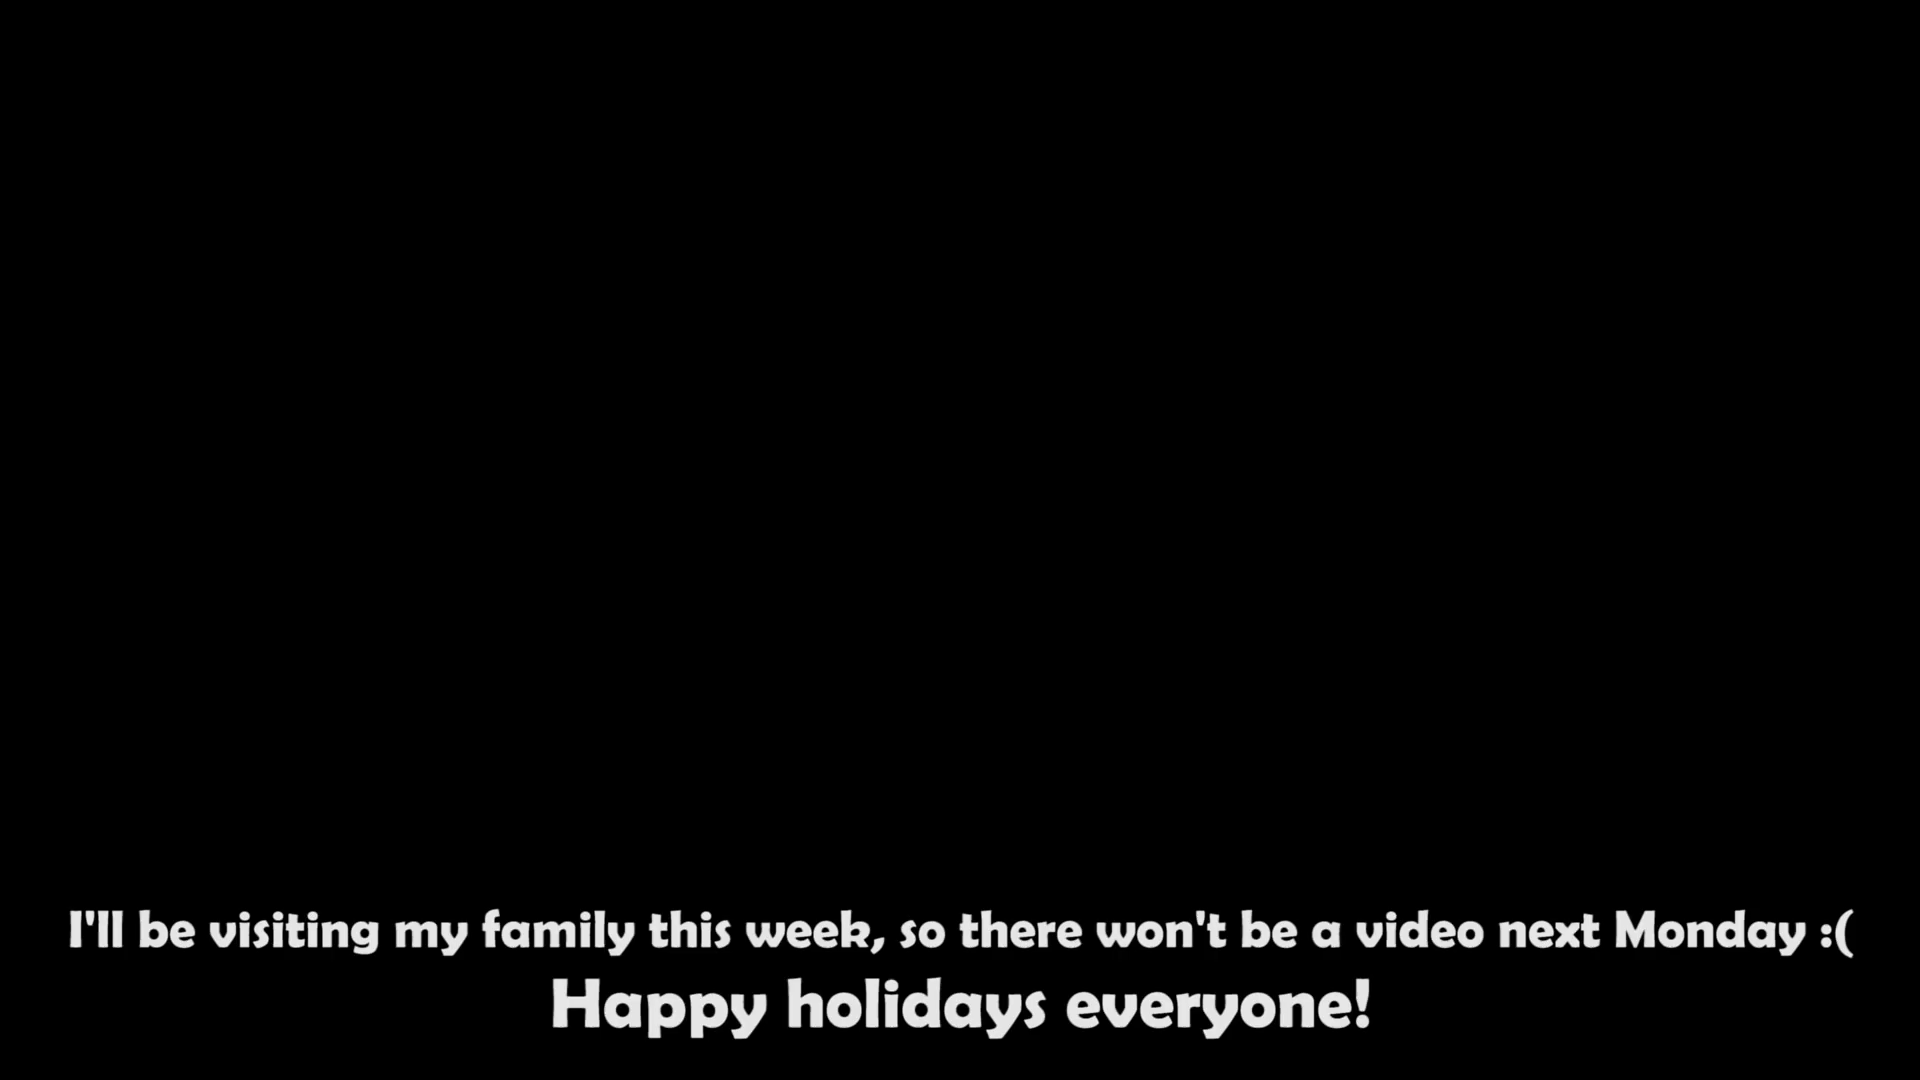 I'll be visiting my family this week, so there won't be a video next Monday :(
Happy holidays everyone!